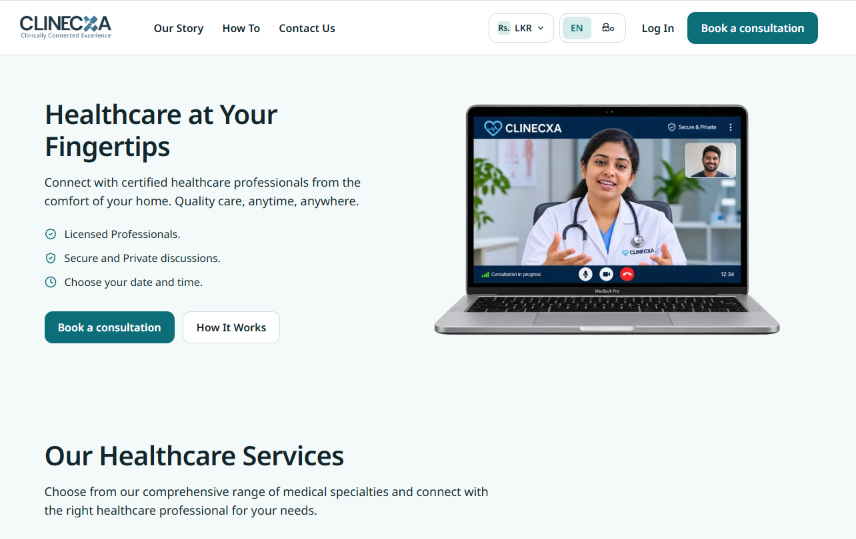 CLINECXA
Clinically Connected Excellence
Our Story
How To
Contact Us
Rs. LKR
EN
සිං
Log In
Book a consultation
Healthcare at Your
Fingertips
Connect with certified healthcare professionals from the
comfort of your home. Quality care, anytime, anywhere.
Licensed Professionals.
Secure and Private discussions.
Choose your date and time.
Book a consultation
How It Works
CLINECXA
Secure & Private
CLINECXA
Consultation in progress
12:34
MacBook Pro
Our Healthcare Services
Choose from our comprehensive range of medical specialties and connect with
the right healthcare professional for your needs.